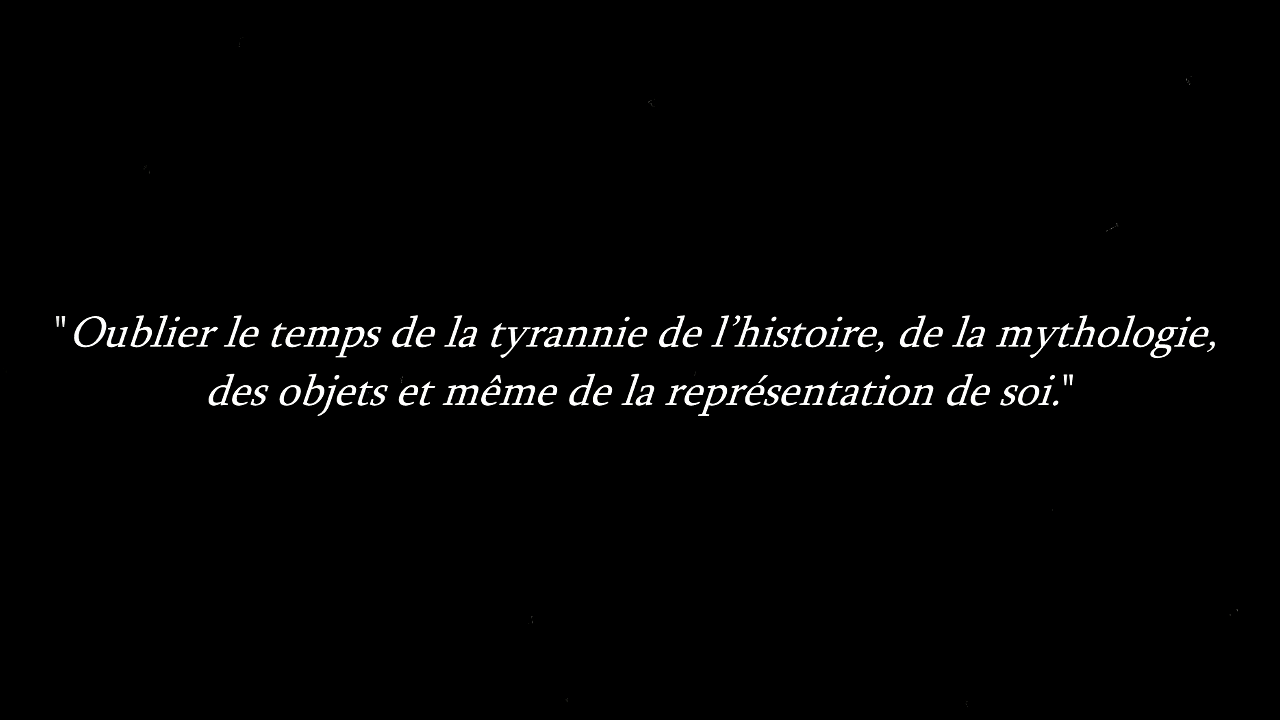 "Oublier le temps de la tyrannie de l’histoire, de la mythologie,
des objets et même de la représentation de soi."